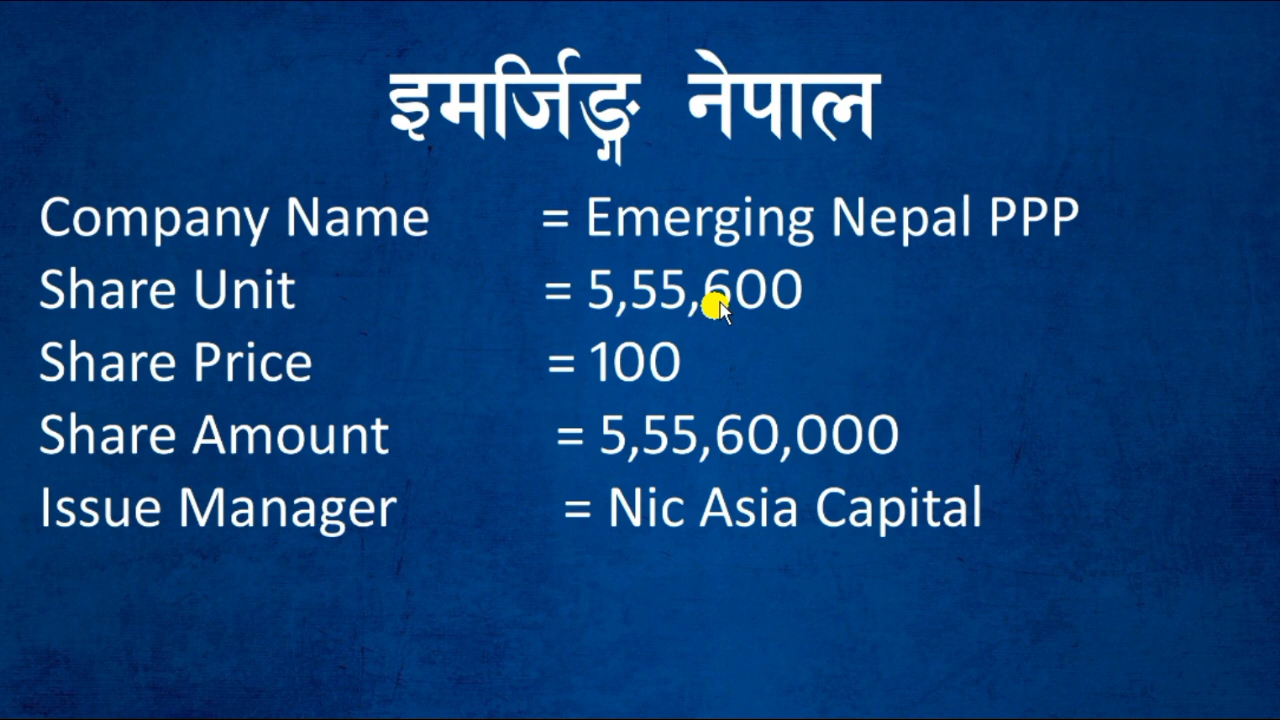 इमर्जिङ्ग नेपाल
Company Name = Emerging Nepal PPP
Share Unit = 5,55,600
Share Price = 100
Share Amount = 5,55,60,000
Issue Manager = Nic Asia Capital